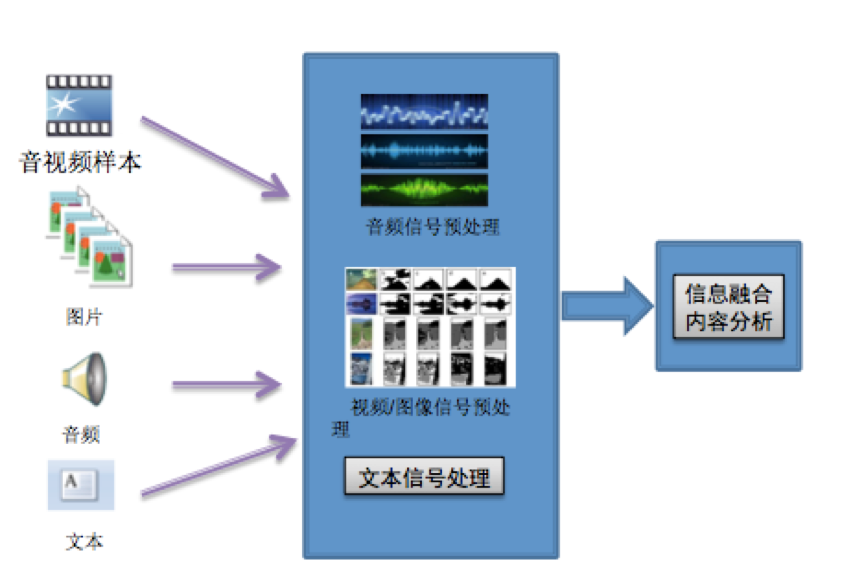 音视频样本
图片
音频
文本
音频信号预处理
视频/图像信号预处
理
文本信号处理
信息融合
内容分析
A